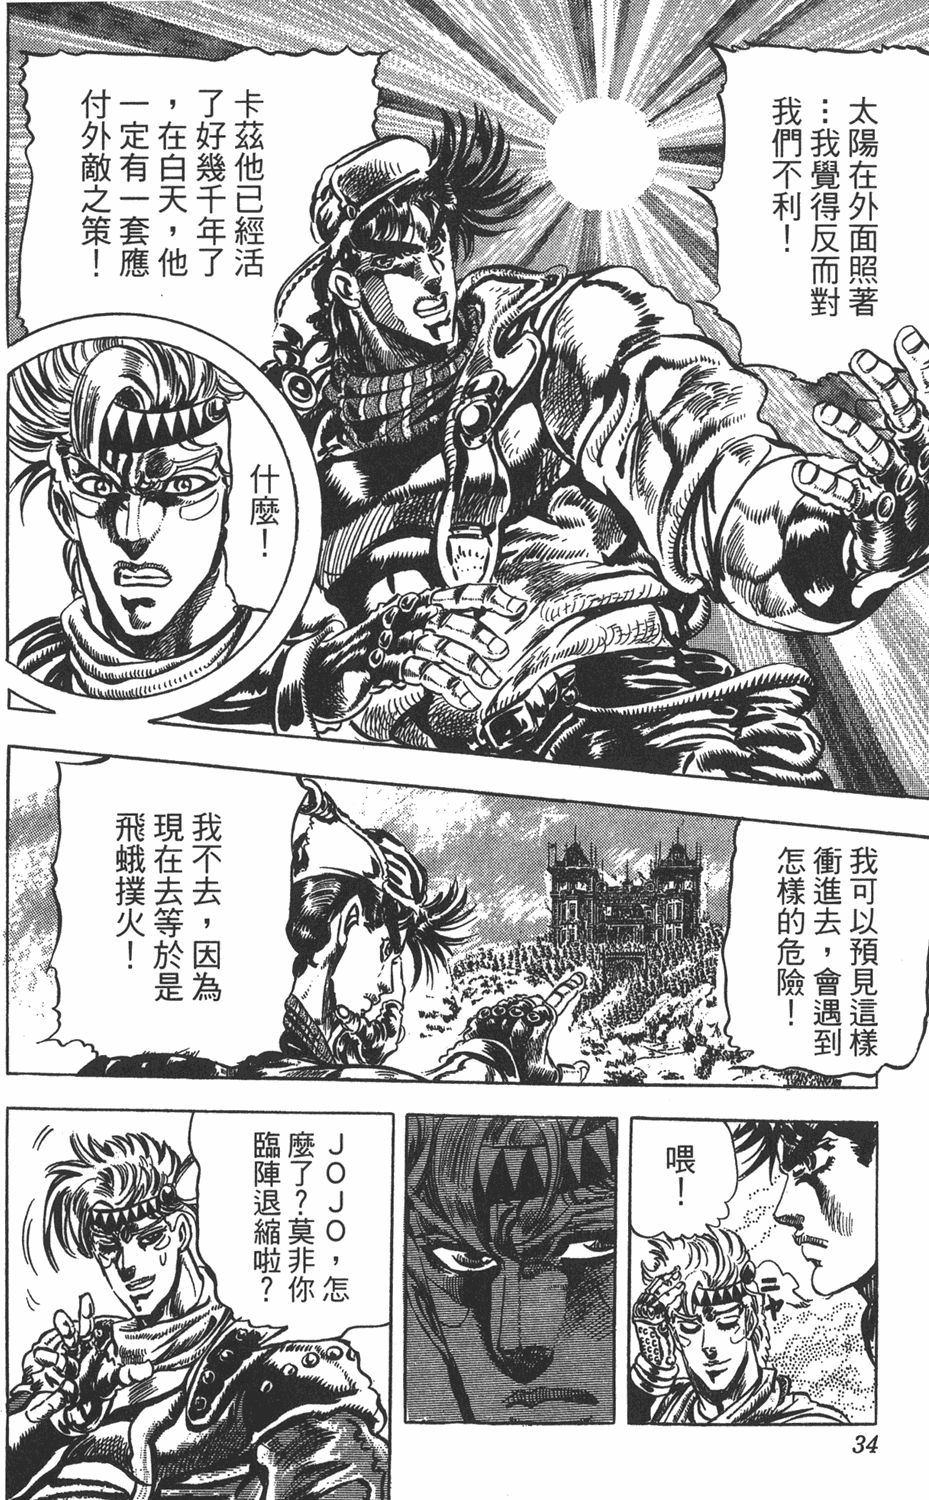 太陽在外面照著
…我覺得反而對
我們不利！
卡茲他已經活
了好幾千年了
，在白天，他
一定有一套應
付外敵之策！
什麼！
我可以預見這樣
衝進去，會遇到
怎樣的危險！
我不去，因為
現在去等於是
飛蛾撲火！
喂！
ＪＯＪＯ，怎
麼了？莫非你
臨陣退縮啦？
34